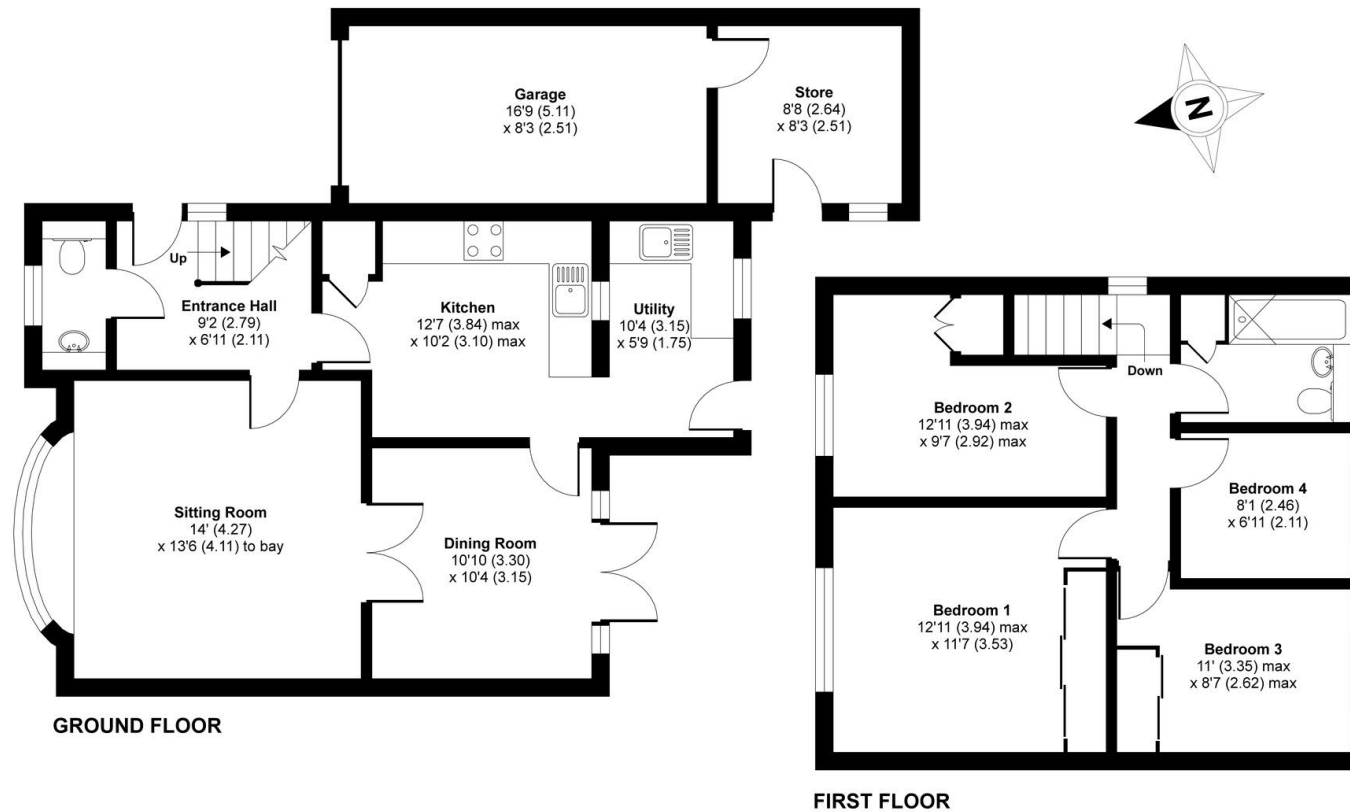 Garage
16'9 (5.11)
x 8'3 (2.51)
Store
8'8 (2.64)
x 8'3 (2.51)
N
Up
Entrance Hall
9'2 (2.79)
x 6'11 (2.11)
Kitchen
12'7 (3.84) max
x 10'2 (3.10) max
Utility
10'4 (3.15)
x 5'9 (1.75)
Sitting Room
14' (4.27)
x 13'6 (4.11) to bay
Dining Room
10'10 (3.30)
x 10'4 (3.15)
GROUND FLOOR
Down
Bedroom 2
12'11 (3.94) max
x 9'7 (2.92) max
Bedroom 4
8'1 (2.46)
x 6'11 (2.11)
Bedroom 1
12'11 (3.94) max
x 11'7 (3.53)
Bedroom 3
11' (3.35) max
x 8'7 (2.62) max
FIRST FLOOR